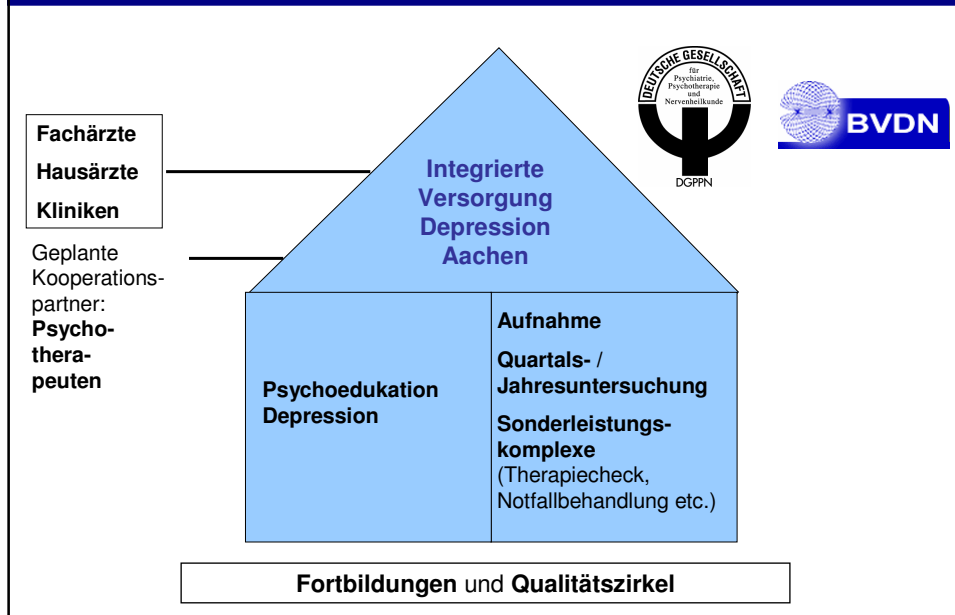 DEUTSCHE GESELLSCHAFT
für
Psychiatrie,
Psychotherapie
und
Nervenheilkunde
DGPPN
BVDN
Fachärzte
Hausärzte
Kliniken
Geplante
Kooperations-
partner:
Psycho-
thera-
peuten
Integrierte
Versorgung
Depression
Aachen
Psychoedukation
Depression
Aufnahme
Quartals- /
Jahresuntersuchung
Sonderleistungs-
komplexe
(Therapiecheck,
Notfallbehandlung etc.)
Fortbildungen und Qualitätszirkel